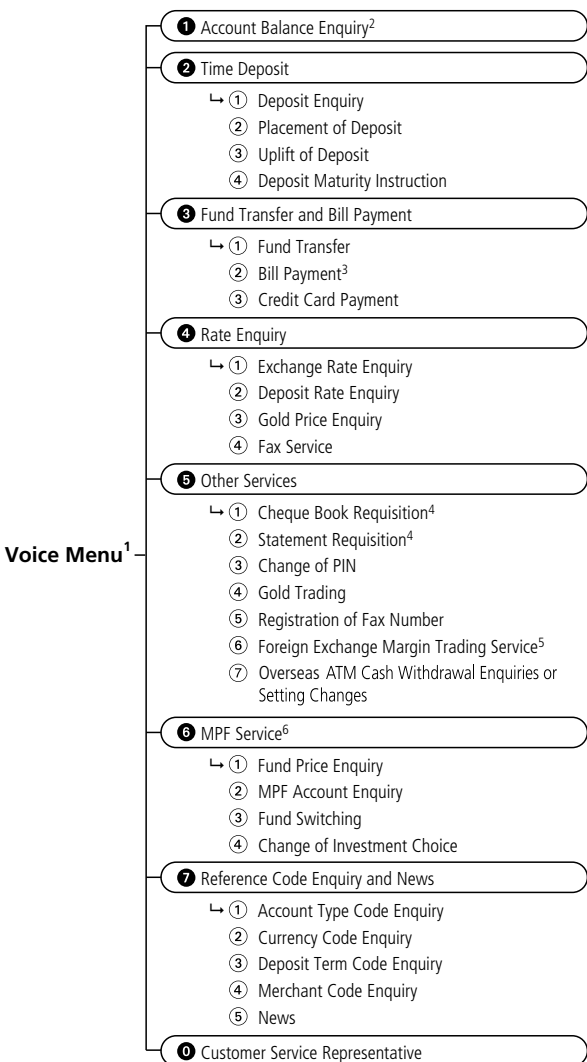 Voice Menu¹
❶ Account Balance Enquiry²
❷ Time Deposit
① Deposit Enquiry
② Placement of Deposit
③ Uplift of Deposit
④ Deposit Maturity Instruction
❸ Fund Transfer and Bill Payment
① Fund Transfer
② Bill Payment³
③ Credit Card Payment
❹ Rate Enquiry
① Exchange Rate Enquiry
② Deposit Rate Enquiry
③ Gold Price Enquiry
④ Fax Service
❺ Other Services
① Cheque Book Requisition⁴
② Statement Requisition⁴
③ Change of PIN
④ Gold Trading
⑤ Registration of Fax Number
⑥ Foreign Exchange Margin Trading Service⁵
⑦ Overseas ATM Cash Withdrawal Enquiries or
Setting Changes
❻ MPF Service⁶
① Fund Price Enquiry
② MPF Account Enquiry
③ Fund Switching
④ Change of Investment Choice
❼ Reference Code Enquiry and News
① Account Type Code Enquiry
② Currency Code Enquiry
③ Deposit Term Code Enquiry
④ Merchant Code Enquiry
⑤ News
⓿ Customer Service Representative